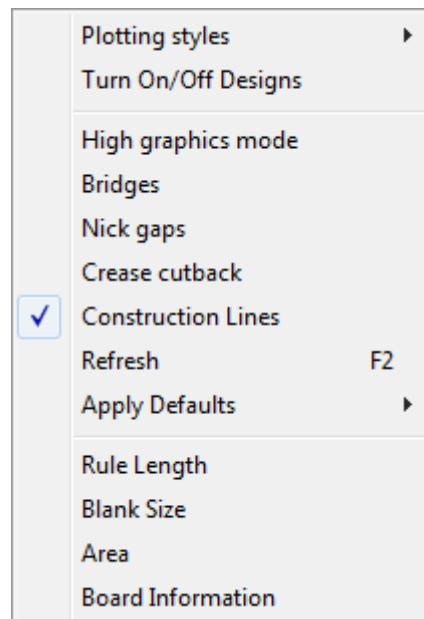 Plotting styles
Turn On/Off Designs
High graphics mode
Bridges
Nick gaps
Crease cutback
Construction Lines
Refresh F2
Apply Defaults
Rule Length
Blank Size
Area
Board Information